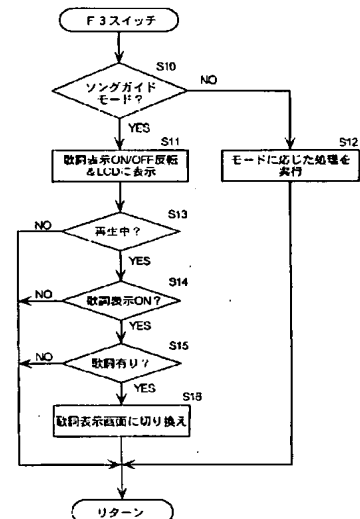 F3スイッチ
S10
ソングガイド
モード?
NO
YES
S11
歌詞表示ON/OFF反転
&LCDに表示
S12
モードに応じた処理を
実行
S13
NO
再生中?
YES
S14
NO
歌詞表示ON?
YES
S15
NO
歌詞有り?
YES
S16
歌詞表示画面に切り換え
リターン